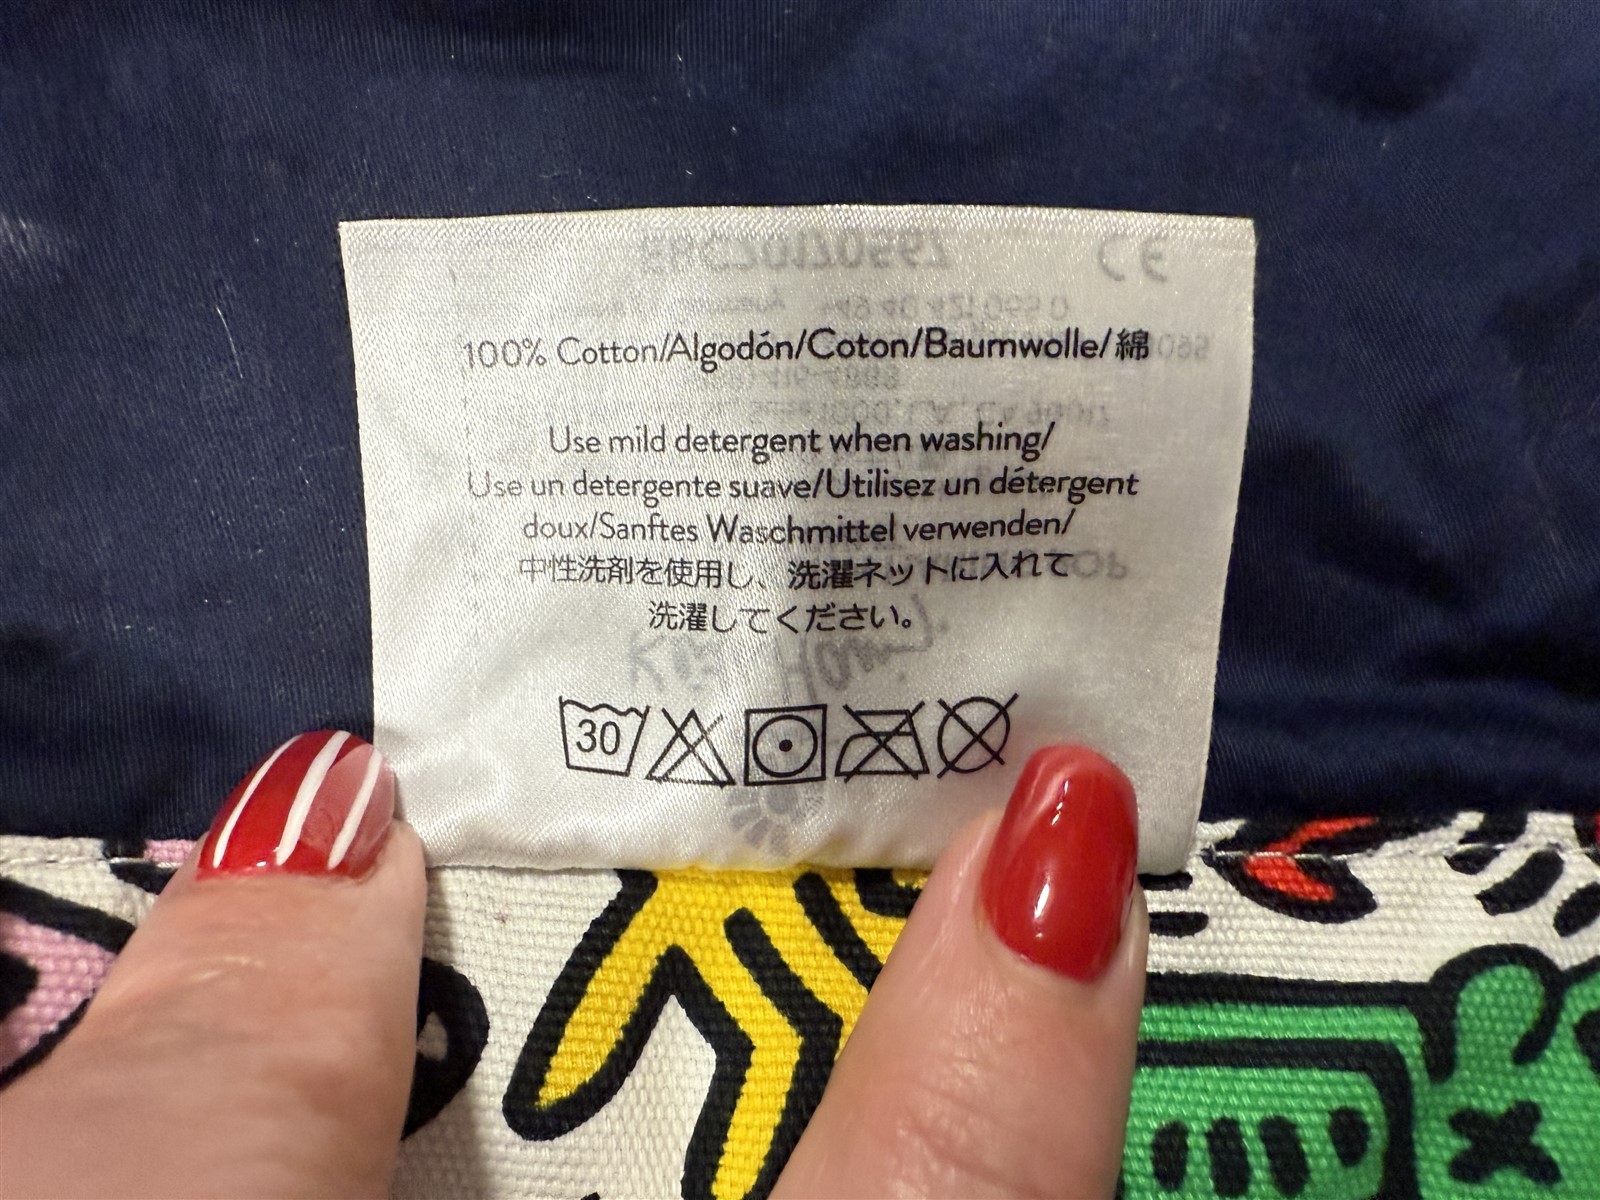 100% Cotton/Algodón/Coton/Baumwolle/綿
Use mild detergent when washing/
Use un detergente suave/Utilisez un détergent
doux/Sanftes Waschmittel verwenden/
中性洗剤を使用し、洗濯ネットに入れて
洗濯してください。
30